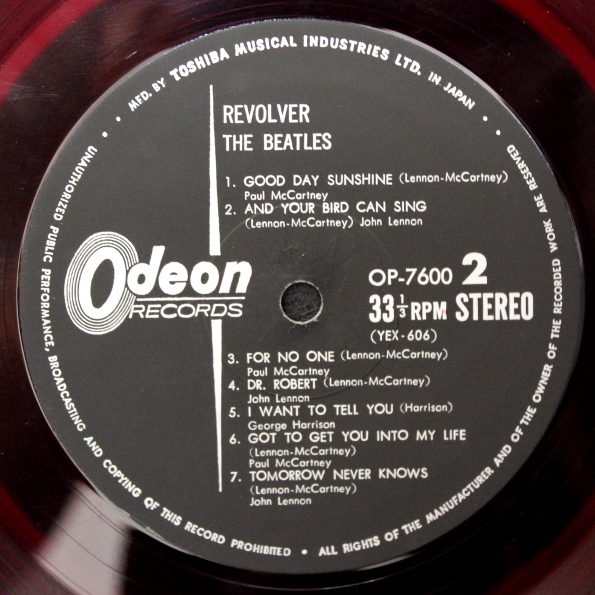 MFD. BY TOSHIBA MUSICAL INDUSTRIES LTD. IN JAPAN
REVOLVER
THE BEATLES
1. GOOD DAY SUNSHINE (Lennon-McCartney)
Paul McCartney
2. AND YOUR BIRD CAN SING
(Lennon-McCartney) John Lennon
Odeon
RECORDS
OP-7600 2
33⅓ RPM STEREO
(YEX-606)
3. FOR NO ONE (Lennon-McCartney)
Paul McCartney
4. DR. ROBERT (Lennon-McCartney)
John Lennon
5. I WANT TO TELL YOU (Harrison)
George Harrison
6. GOT TO GET YOU INTO MY LIFE
(Lennon-McCartney)
Paul McCartney
7. TOMORROW NEVER KNOWS
(Lennon-McCartney)
John Lennon
UNAUTHORIZED PUBLIC PERFORMANCE, BROADCASTING AND COPYING OF THIS RECORD PROHIBITED • ALL RIGHTS OF THE MANUFACTURER AND OF THE OWNER OF THE RECORDED WORK ARE RESERVED